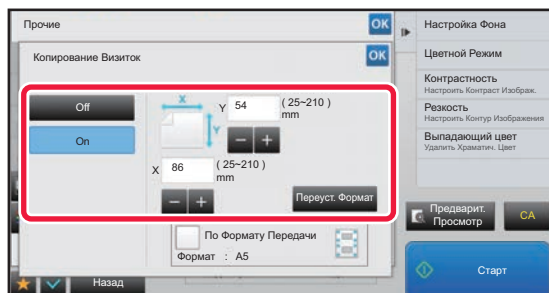 Прочие
OK
Копирование Визиток
OK
Off
On
X
Y
Y 54 ( 25~210 )
mm
X 86 ( 25~210 )
mm
Переуст. Формат
По Формату Передачи
Формат : A5
Назад
Настройка Фона
Цветной Режим
Контрастность
Настроить Контраст Изображ.
Резкость
Настроить Контур Изображения
Выпадающий цвет
Удалить Храматич. Цвет
Предварит.
Просмотр
CA
Старт